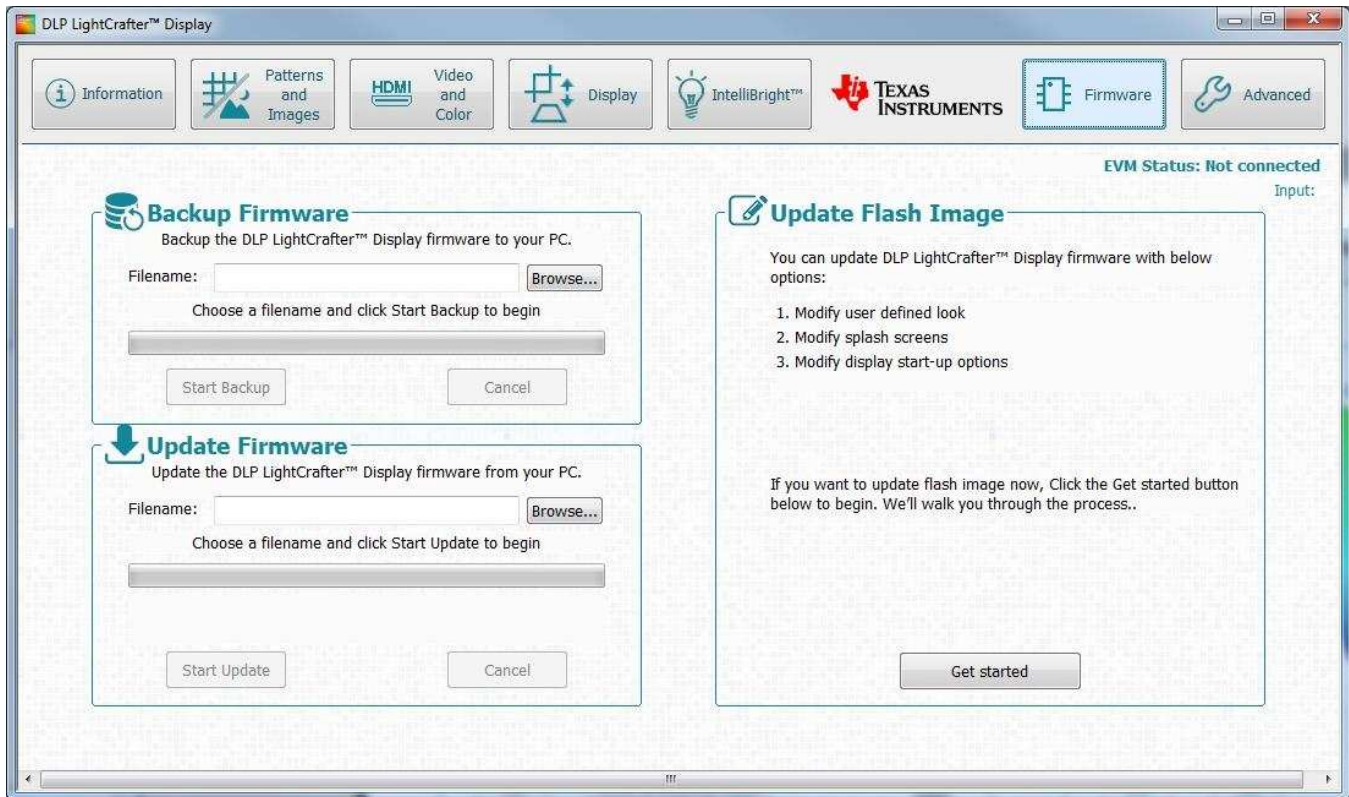 DLP LightCrafter™ Display
Information
Patterns
and
Images
HDMI
Video
and
Color
Display
IntelliBright™
TEXAS
INSTRUMENTS
Firmware
Advanced
EVM Status: Not connected
Input:
Backup Firmware
Backup the DLP LightCrafter™ Display firmware to your PC.
Filename:
Browse...
Choose a filename and click Start Backup to begin
Start Backup
Cancel
Update Firmware
Update the DLP LightCrafter™ Display firmware from your PC.
Filename:
Browse...
Choose a filename and click Start Update to begin
Start Update
Cancel
Update Flash Image
You can update DLP LightCrafter™ Display firmware with below
options:
1. Modify user defined look
2. Modify splash screens
3. Modify display start-up options
If you want to update flash image now, Click the Get started button
below to begin. We'll walk you through the process..
Get started